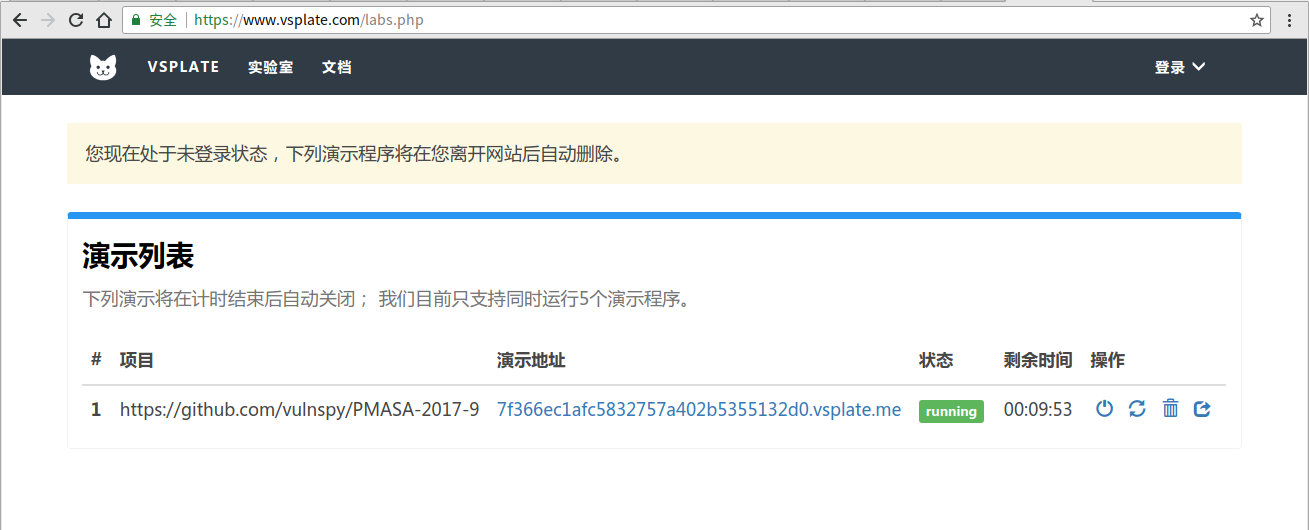 安全 https://www.vsplate.com/labs.php
VSPLATE 实验室 文档 登录
您现在处于未登录状态，下列演示程序将在您离开网站后自动删除。
演示列表
下列演示将在计时结束后自动关闭； 我们目前只支持同时运行5个演示程序。
# 项目 演示地址 状态 剩余时间 操作
1 https://github.com/vulnspy/PMASA-2017-9 7f366ec1afc5832757a402b5355132d0.vsplate.me running 00:09:53